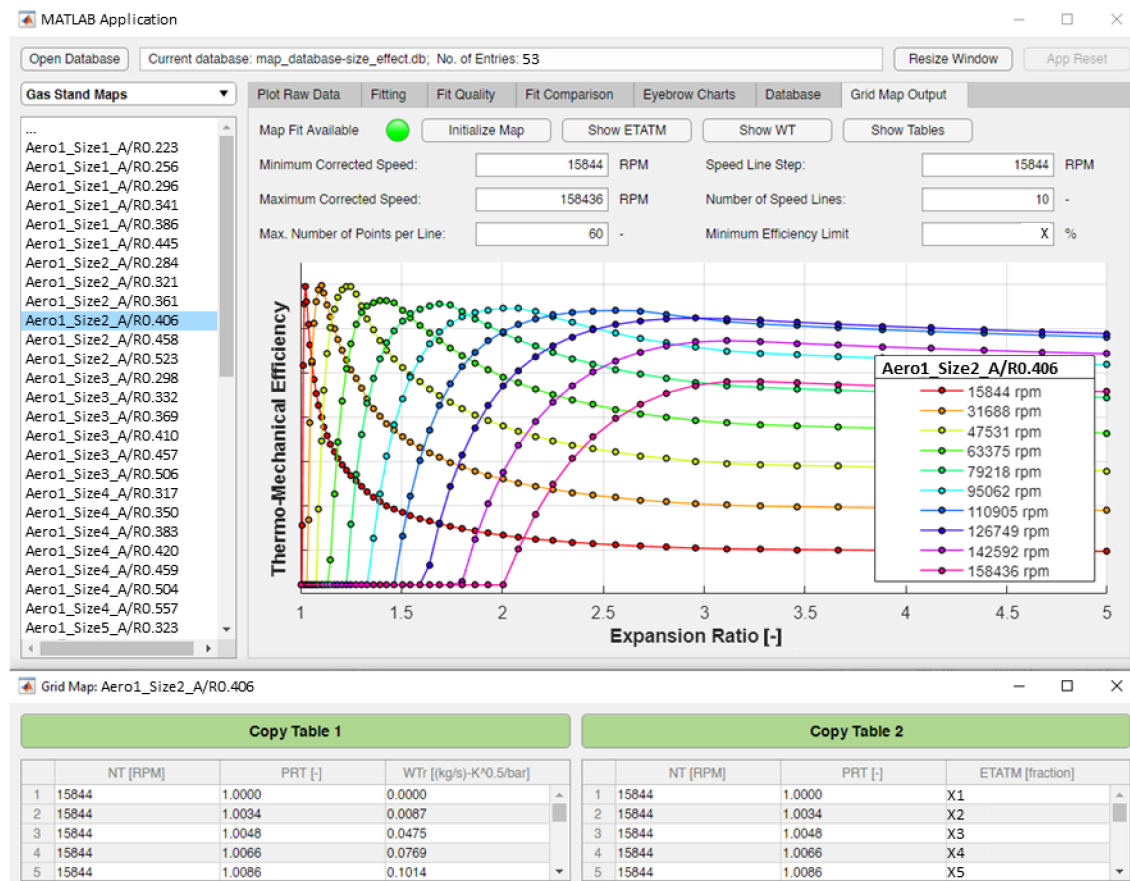 MATLAB Application
Open Database Current database: map_database-size_effect.db; No. of Entries: 53 Resize Window App Reset
Gas Stand Maps
Plot Raw Data Fitting Fit Quality Fit Comparison Eyebrow Charts Database Grid Map Output
...
Aero1_Size1_A/R0.223
Aero1_Size1_A/R0.256
Aero1_Size1_A/R0.296
Aero1_Size1_A/R0.341
Aero1_Size1_A/R0.386
Aero1_Size1_A/R0.445
Aero1_Size2_A/R0.284
Aero1_Size2_A/R0.321
Aero1_Size2_A/R0.361
Aero1_Size2_A/R0.406
Aero1_Size2_A/R0.458
Aero1_Size2_A/R0.523
Aero1_Size3_A/R0.298
Aero1_Size3_A/R0.332
Aero1_Size3_A/R0.369
Aero1_Size3_A/R0.410
Aero1_Size3_A/R0.457
Aero1_Size3_A/R0.506
Aero1_Size4_A/R0.317
Aero1_Size4_A/R0.350
Aero1_Size4_A/R0.383
Aero1_Size4_A/R0.420
Aero1_Size4_A/R0.459
Aero1_Size4_A/R0.504
Aero1_Size4_A/R0.557
Aero1_Size5_A/R0.323
Map Fit Available Initialize Map Show ETATM Show WT Show Tables
Minimum Corrected Speed: 15844 RPM Speed Line Step: 15844 RPM
Maximum Corrected Speed: 158436 RPM Number of Speed Lines: 10 -
Max. Number of Points per Line: 60 - Minimum Efficiency Limit X %
Thermo-Mechanical Efficiency
Aero1_Size2_A/R0.406
15844 rpm
31688 rpm
47531 rpm
63375 rpm
79218 rpm
95062 rpm
110905 rpm
126749 rpm
142592 rpm
158436 rpm
1 1.5 2 2.5 3 3.5 4 4.5 5
Expansion Ratio [-]
Grid Map: Aero1_Size2_A/R0.406
Copy Table 1 Copy Table 2
NT [RPM] PRT [-] WTr [(kg/s)-K^0.5/bar] NT [RPM] PRT [-] ETATM [fraction]
1 15844 1.0000 0.0000 1 15844 1.0000 X1
2 15844 1.0034 0.0087 2 15844 1.0034 X2
3 15844 1.0048 0.0475 3 15844 1.0048 X3
4 15844 1.0066 0.0769 4 15844 1.0066 X4
5 15844 1.0086 0.1014 5 15844 1.0086 X5